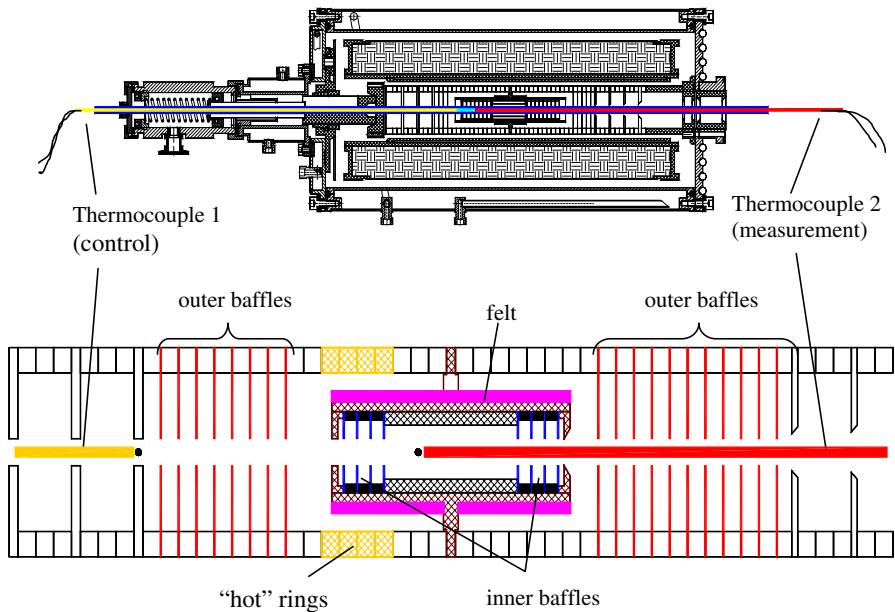 Thermocouple 1
(control)
Thermocouple 2
(measurement)
outer baffles
felt
outer baffles
“hot” rings
inner baffles